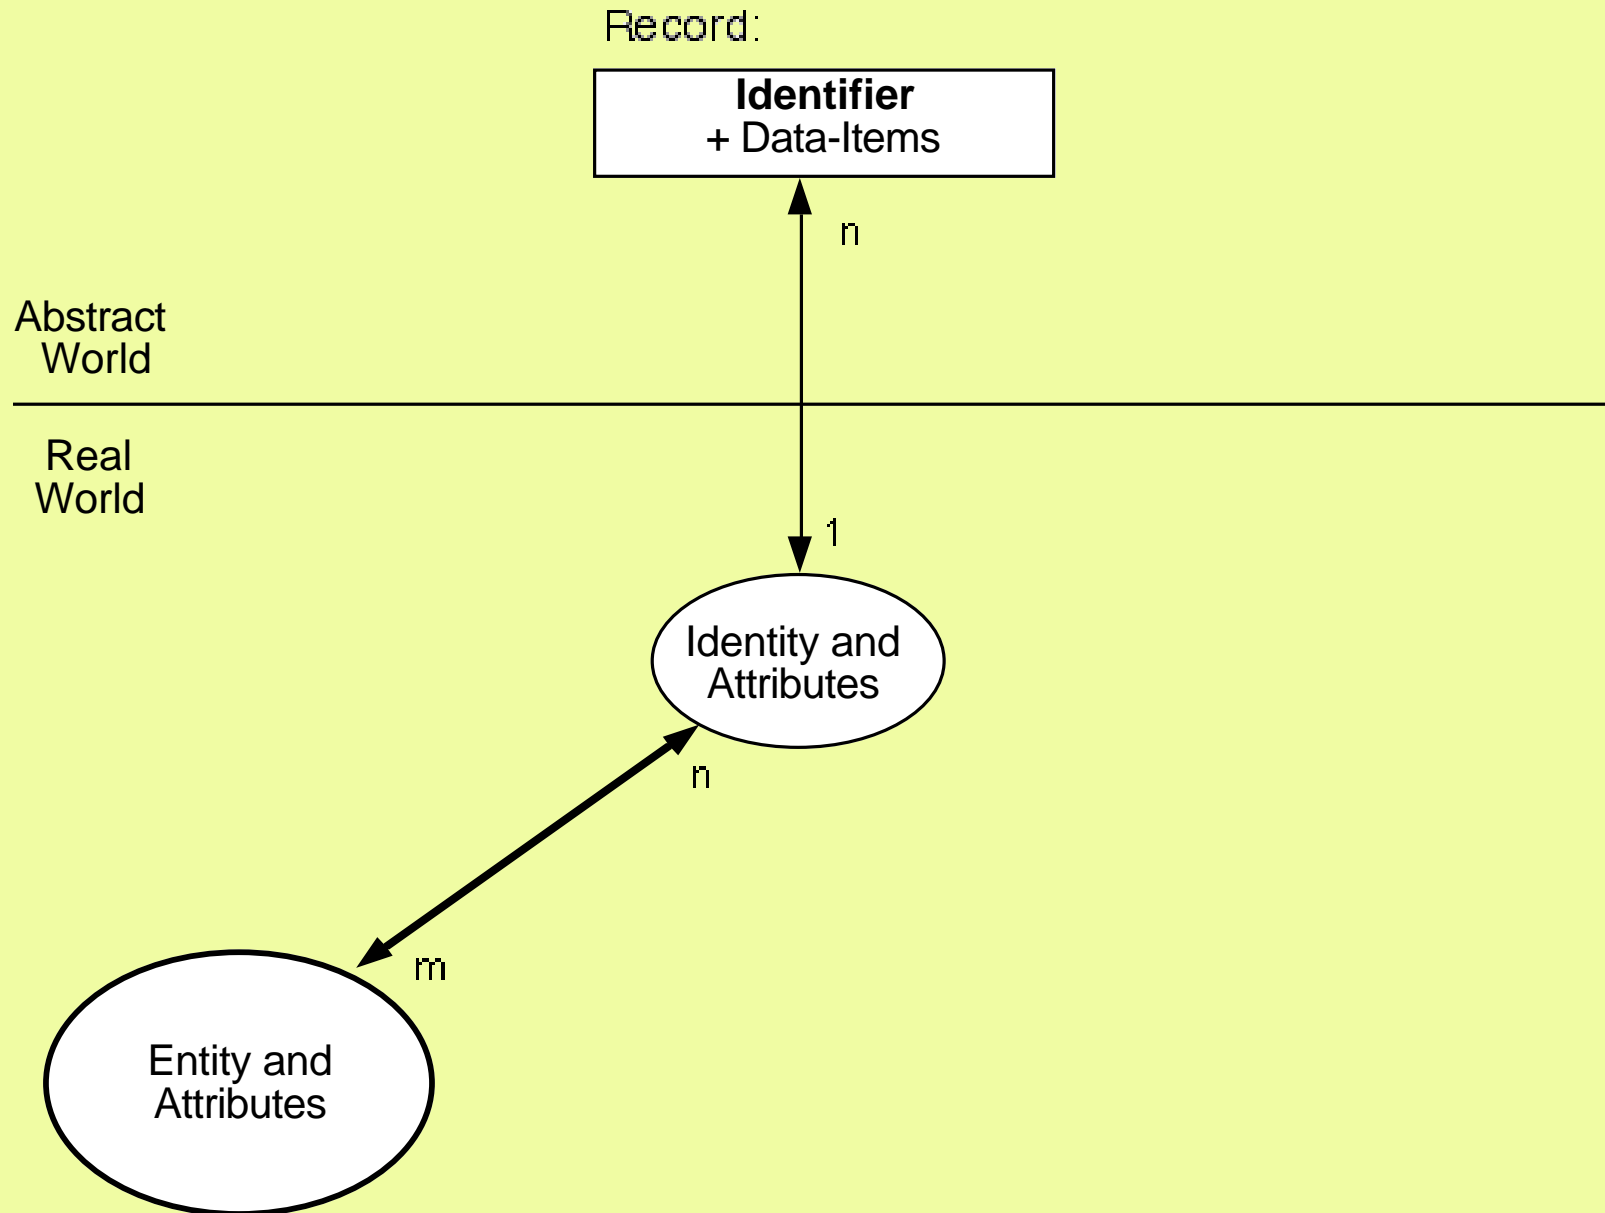 Record:
Identifier
+ Data-Items
n
Abstract
World
Real
World
1
Identity and
Attributes
n
m
Entity and
Attributes